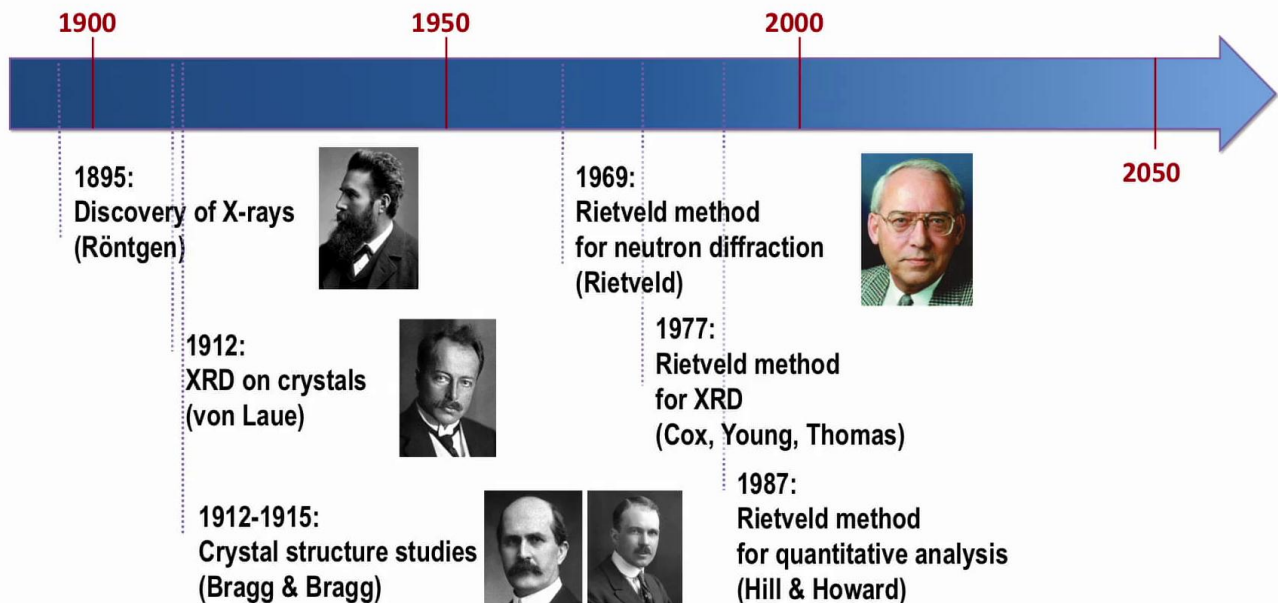 1900
1950
2000
2050
1895:
Discovery of X-rays
(Röntgen)
1912:
XRD on crystals
(von Laue)
1912-1915:
Crystal structure studies
(Bragg & Bragg)
1969:
Rietveld method
for neutron diffraction
(Rietveld)
1977:
Rietveld method
for XRD
(Cox, Young, Thomas)
1987:
Rietveld method
for quantitative analysis
(Hill & Howard)